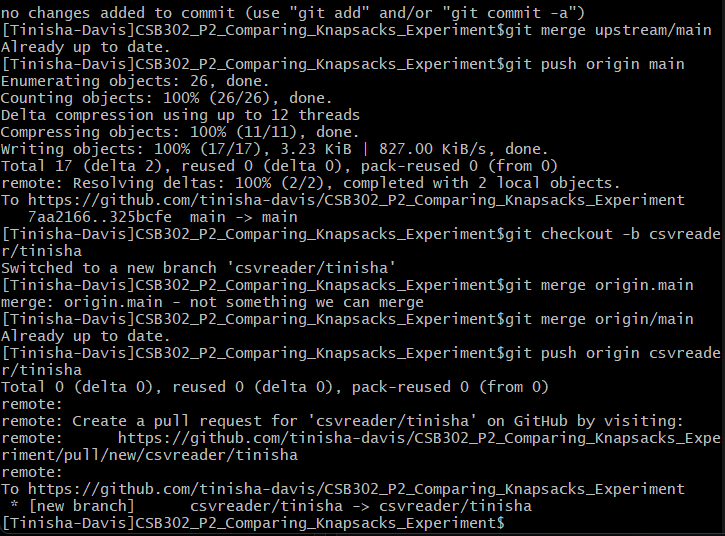 no changes added to commit (use "git add" and/or "git commit -a")
[Tinisha-Davis]CSB302_P2_Comparing_Knapsacks_Experiment$git merge upstream/main
Already up to date.
[Tinisha-Davis]CSB302_P2_Comparing_Knapsacks_Experiment$git push origin main
Enumerating objects: 26, done.
Counting objects: 100% (26/26), done.
Delta compression using up to 12 threads
Compressing objects: 100% (11/11), done.
Writing objects: 100% (17/17), 3.23 KiB | 827.00 KiB/s, done.
Total 17 (delta 2), reused 0 (delta 0), pack-reused 0 (from 0)
remote: Resolving deltas: 100% (2/2), completed with 2 local objects.
To https://github.com/tinisha-davis/CSB302_P2_Comparing_Knapsacks_Experiment
   7aa2166..325bcfe  main -> main
[Tinisha-Davis]CSB302_P2_Comparing_Knapsacks_Experiment$git checkout -b csvreade
r/tinisha
Switched to a new branch 'csvreader/tinisha'
[Tinisha-Davis]CSB302_P2_Comparing_Knapsacks_Experiment$git merge origin.main
merge: origin.main - not something we can merge
[Tinisha-Davis]CSB302_P2_Comparing_Knapsacks_Experiment$git merge origin/main
Already up to date.
[Tinisha-Davis]CSB302_P2_Comparing_Knapsacks_Experiment$git push origin csvreade
r/tinisha
Total 0 (delta 0), reused 0 (delta 0), pack-reused 0 (from 0)
remote:
remote: Create a pull request for 'csvreader/tinisha' on GitHub by visiting:
remote:      https://github.com/tinisha-davis/CSB302_P2_Comparing_Knapsacks_Expe
riment/pull/new/csvreader/tinisha
remote:
To https://github.com/tinisha-davis/CSB302_P2_Comparing_Knapsacks_Experiment
 * [new branch]      csvreader/tinisha -> csvreader/tinisha
[Tinisha-Davis]CSB302_P2_Comparing_Knapsacks_Experiment$